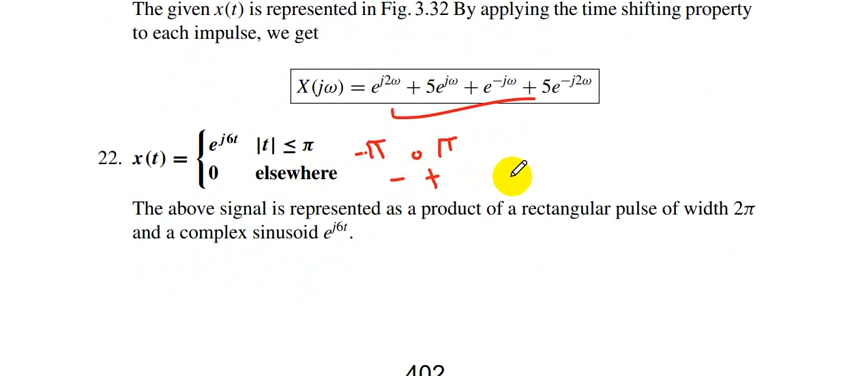 The given x(t) is represented in Fig. 3.32 By applying the time shifting property
to each impulse, we get
X(jω) = e^{j2ω} + 5e^{jω} + e^{−jω} + 5e^{−j2ω}
22. x(t) = { e^{j6t} |t| ≤ π
0 elsewhere
-π 0 π
- +
The above signal is represented as a product of a rectangular pulse of width 2π
and a complex sinusoid e^{j6t}.
402